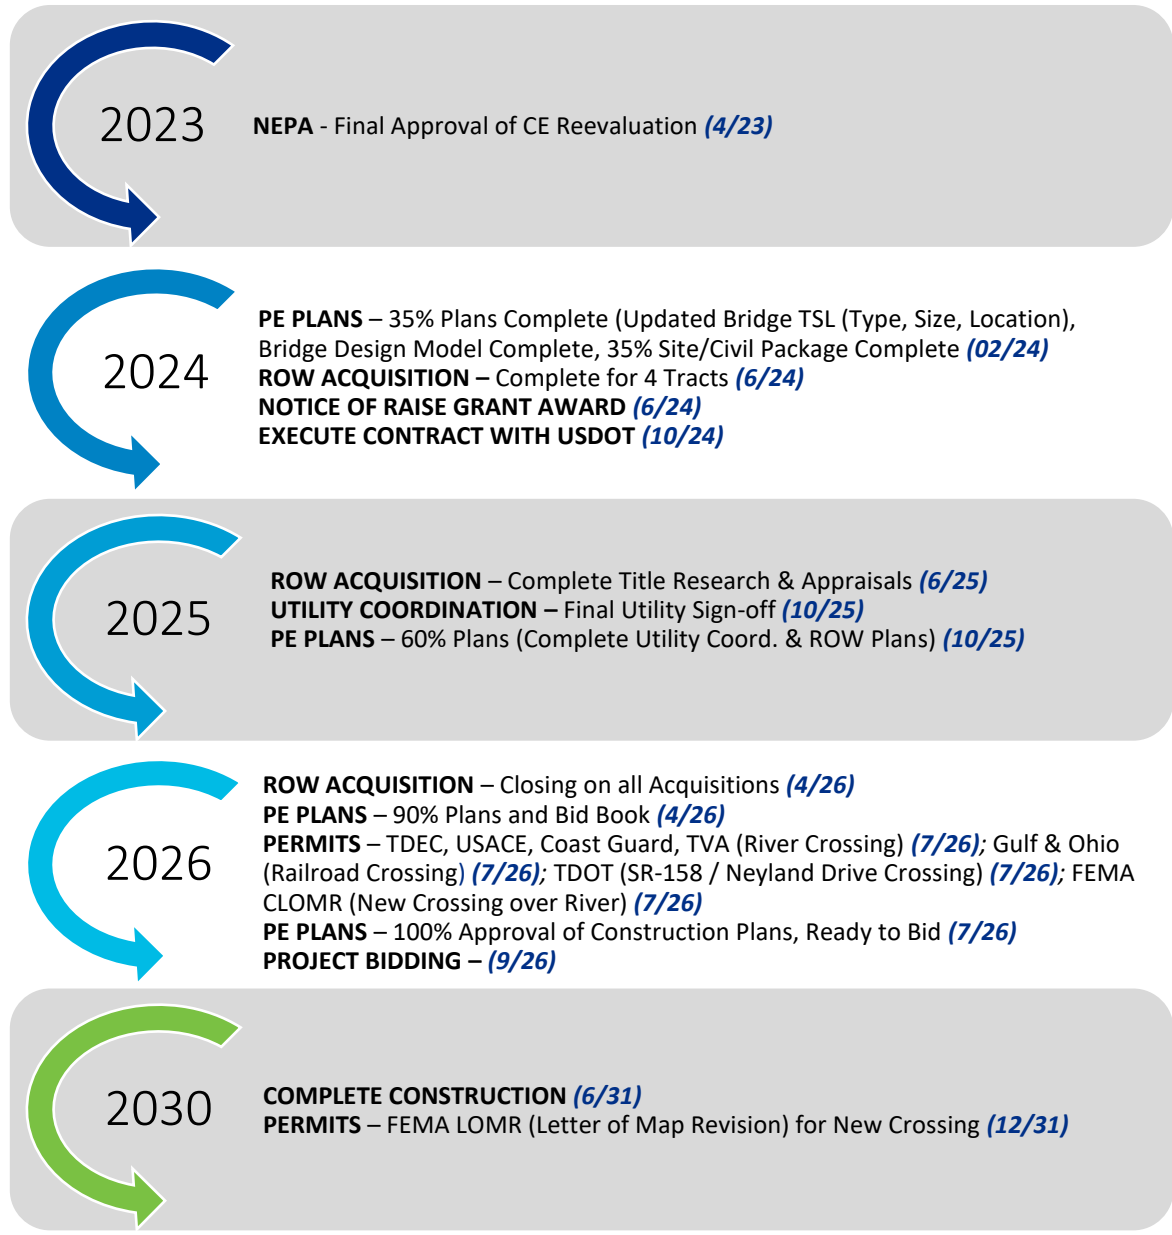 2023
NEPA - Final Approval of CE Reevaluation (4/23)
2024
PE PLANS – 35% Plans Complete (Updated Bridge TSL (Type, Size, Location),
Bridge Design Model Complete, 35% Site/Civil Package Complete (02/24)
ROW ACQUISITION – Complete for 4 Tracts (6/24)
NOTICE OF RAISE GRANT AWARD (6/24)
EXECUTE CONTRACT WITH USDOT (10/24)
2025
ROW ACQUISITION – Complete Title Research & Appraisals (6/25)
UTILITY COORDINATION – Final Utility Sign-off (10/25)
PE PLANS – 60% Plans (Complete Utility Coord. & ROW Plans) (10/25)
2026
ROW ACQUISITION – Closing on all Acquisitions (4/26)
PE PLANS – 90% Plans and Bid Book (4/26)
PERMITS – TDEC, USACE, Coast Guard, TVA (River Crossing) (7/26); Gulf & Ohio
(Railroad Crossing) (7/26); TDOT (SR-158 / Neyland Drive Crossing) (7/26); FEMA
CLOMR (New Crossing over River) (7/26)
PE PLANS – 100% Approval of Construction Plans, Ready to Bid (7/26)
PROJECT BIDDING – (9/26)
2030
COMPLETE CONSTRUCTION (6/31)
PERMITS – FEMA LOMR (Letter of Map Revision) for New Crossing (12/31)